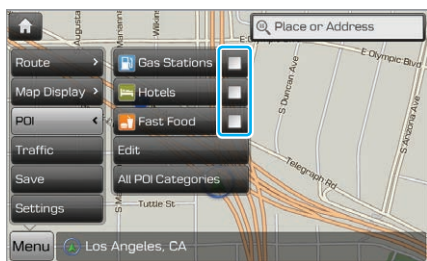 Augusta
Marianna
Wilkins
Place or Address
E Olympic Blvd
Route
Gas Stations
S Duncan Ave
Map Display
Hotels
S Arizona Ave
POI
Fast Food
Traffic
Edit
Telegraph Rd
Save
All POI Categories
Settings
Tuttle St
Menu
Los Angeles, CA